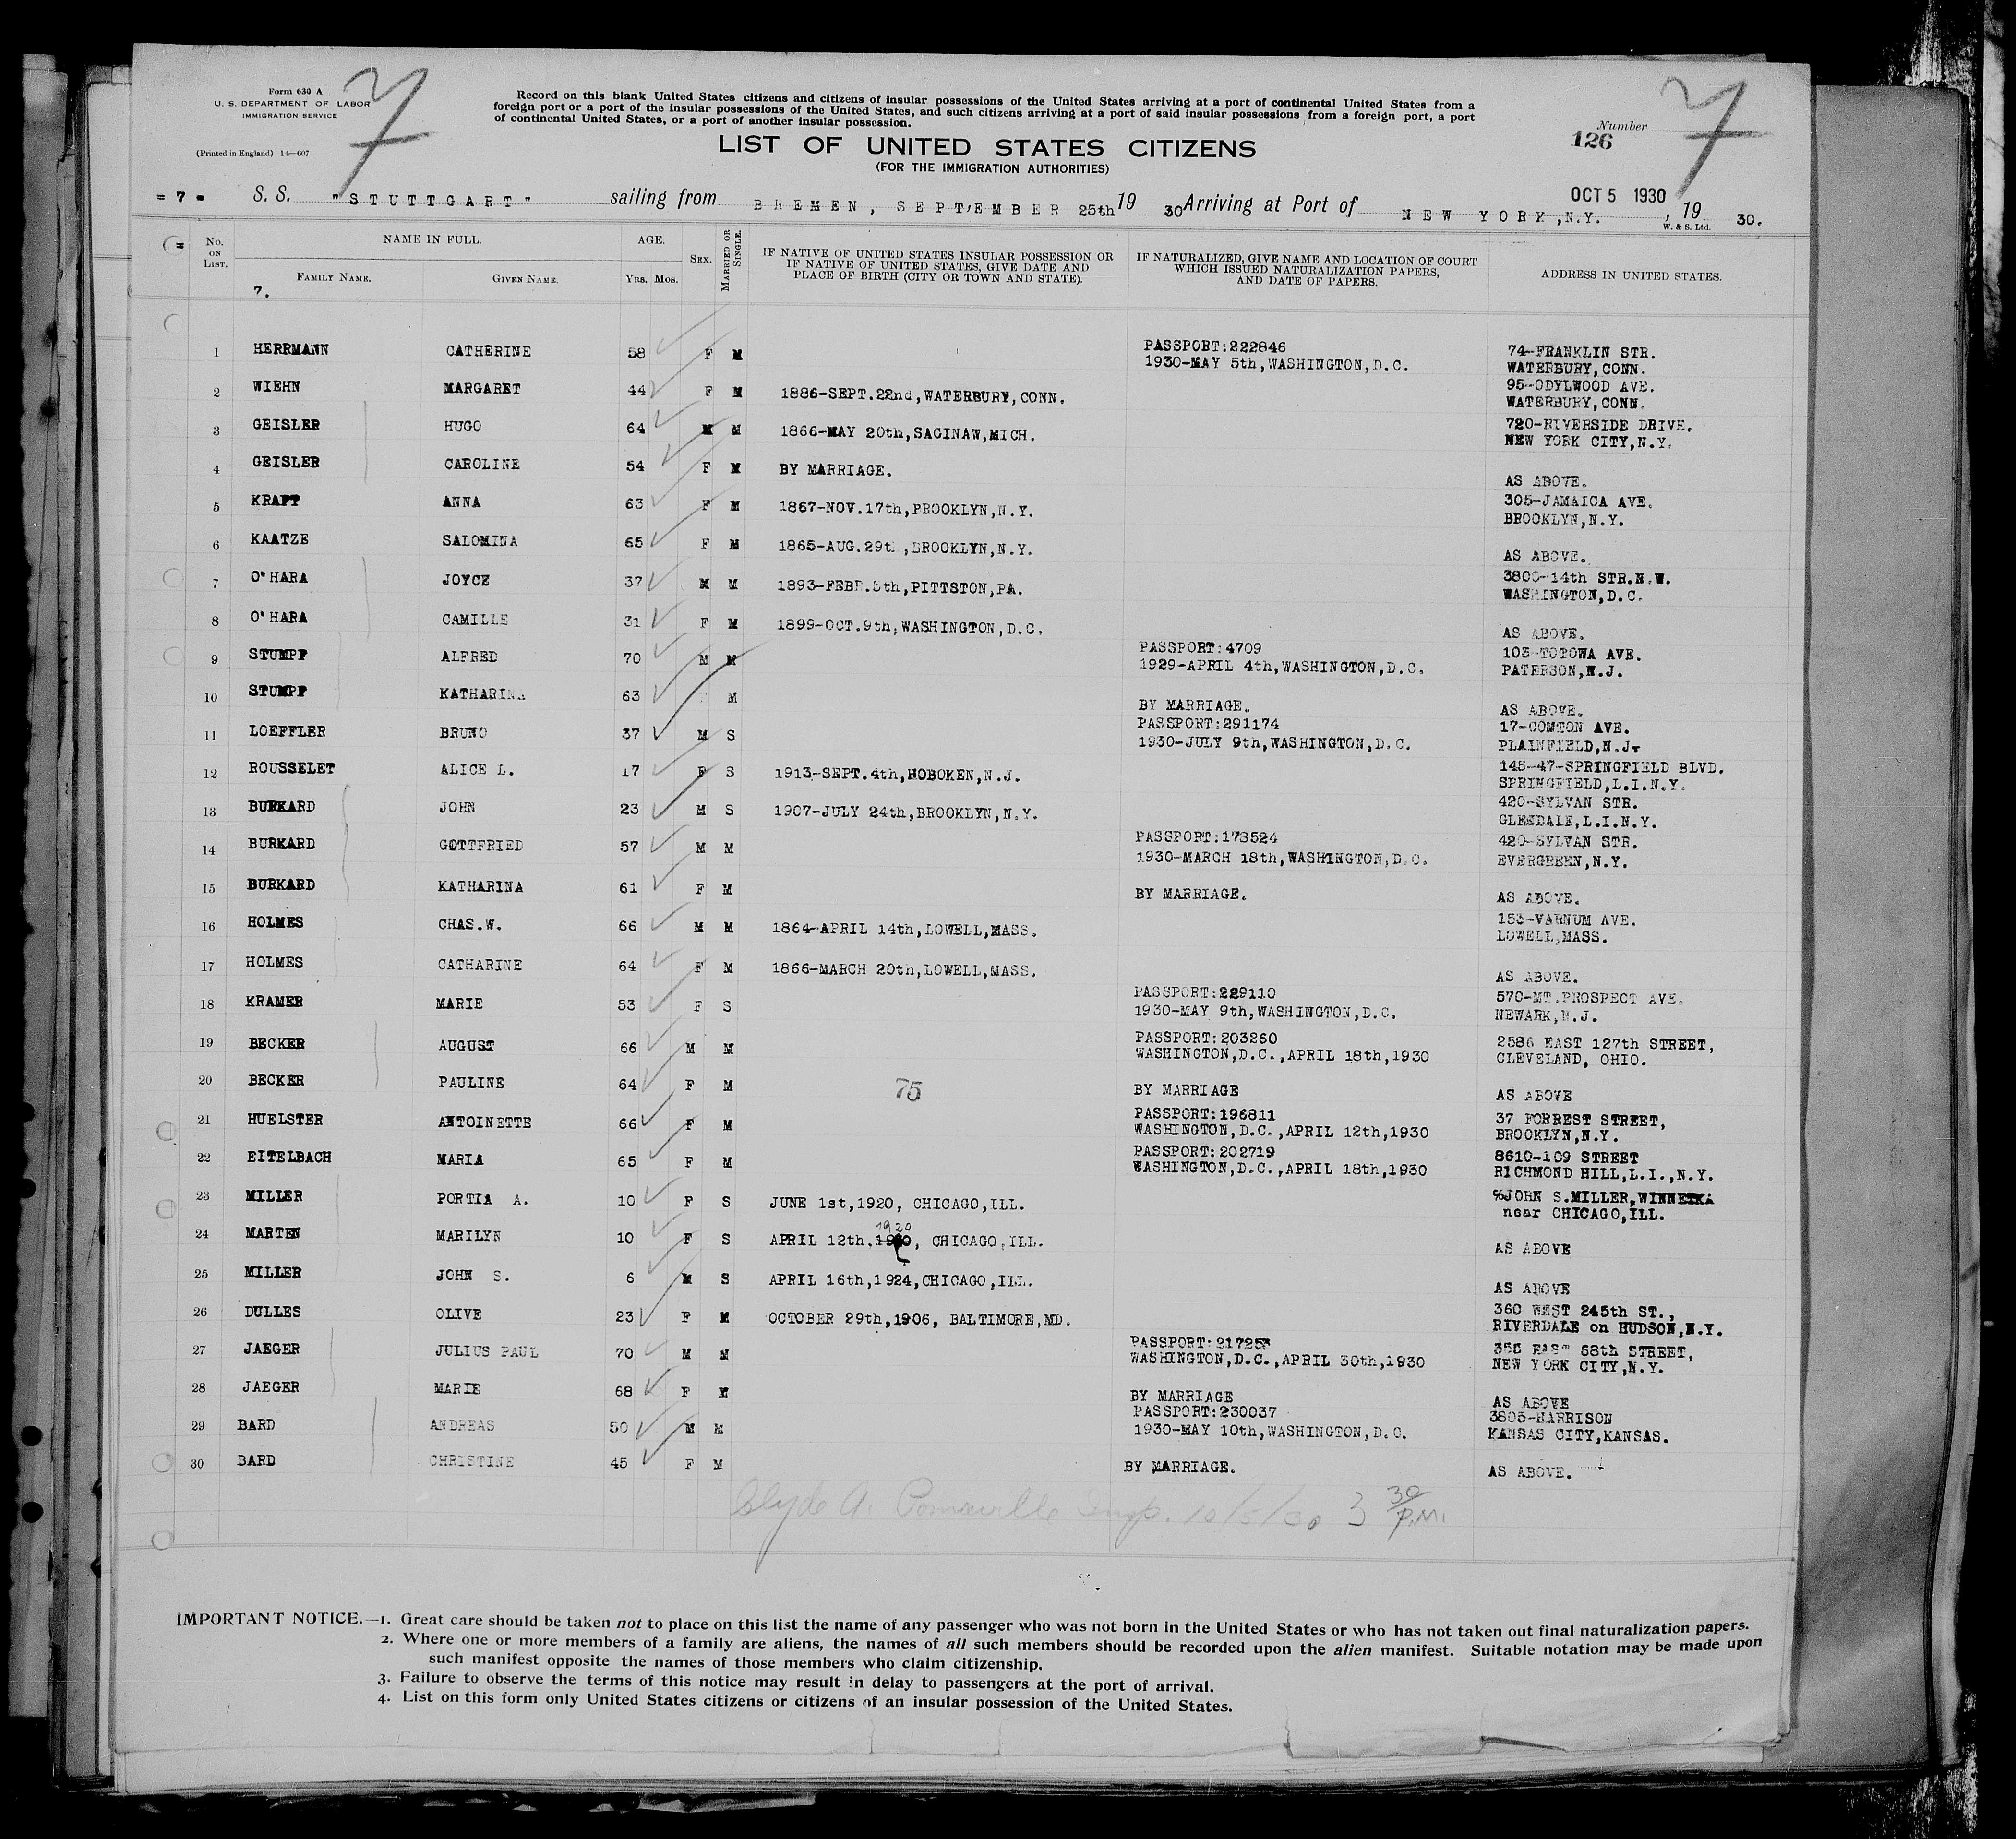 Form 630 A
U. S. DEPARTMENT OF LABOR
IMMIGRATION SERVICE
(Printed in England) 14—607
7
Record on this blank United States citizens and citizens of insular possessions of the United States arriving at a port of continental United States from a
foreign port or a port of the insular possessions of the United States, and such citizens arriving at a port of said insular possessions from a foreign port, a port
of continental United States, or a port of another insular possession.
LIST OF UNITED STATES CITIZENS
(FOR THE IMMIGRATION AUTHORITIES)
Number
126
7
= 7 = S. S. "STUTTGART" sailing from BREMEN, SEPTEMBER 25th 19 30 Arriving at Port of NEW YORK, N.Y. OCT 5 1930, 19 30.
W. & S. Ltd.
No. ON LIST. NAME IN FULL. FAMILY NAME. GIVEN NAME. AGE. YRS. MOS. SEX. MARRIED OR SINGLE. IF NATIVE OF UNITED STATES INSULAR POSSESSION OR IF NATIVE OF UNITED STATES, GIVE DATE AND PLACE OF BIRTH (CITY OR TOWN AND STATE). IF NATURALIZED, GIVE NAME AND LOCATION OF COURT WHICH ISSUED NATURALIZATION PAPERS, AND DATE OF PAPERS. ADDRESS IN UNITED STATES.
7.
1 HERRMANN CATHERINE 58 F M PASSPORT:222846 1930-MAY 5th,WASHINGTON,D.C. 74-FRANKLIN STR. WATERBURY,CONN.
2 WIEHN MARGARET 44 F M 1886-SEPT.22nd,WATERBURY,CONN. 95-ODYLWOOD AVE. WATERBURY,CONN.
3 GEISLER HUGO 64 M M 1866-MAY 20th,SAGINAW,MICH. 720-RIVERSIDE DRIVE. NEW YORK CITY,N.Y.
4 GEISLER CAROLINE 54 F M BY MARRIAGE. AS ABOVE.
5 KRAPP ANNA 63 F M 1867-NOV.17th,PROOKLYN,N.Y. 305-JAMAICA AVE. BROOKLYN,N.Y.
6 KAATZE SALOMINA 65 F M 1865-AUG.29th,BROOKLYN,N.Y. AS ABOVE.
7 O'HARA JOYCE 37 M M 1893-FEBR.5th,PITTSTON,PA. 3800-14th STR.N.W. WASHINGTON,D.C.
8 O'HARA CAMILLE 31 F M 1899-OCT.9th,WASHINGTON,D.C. AS ABOVE.
9 STUMPP ALFRED 70 M M PASSPORT:4709 1929-APRIL 4th,WASHINGTON,D.C. 103-TOTOWA AVE. PATERSON,N.J.
10 STUMPP KATHARINA 63 M BY MARRIAGE. AS ABOVE.
11 LOEFFLER BRUNO 37 M S PASSPORT:291174 1930-JULY 9th,WASHINGTON,D.C. 17-COMTON AVE. PLAINFIELD,N.J.
12 ROUSSELET ALICE L. 17 F S 1913-SEPT.4th,HOBOKEN,N.J. 145-47-SPRINGFIELD BLVD. SPRINGFIELD,L.I.N.Y.
13 BURKARD JOHN 23 M S 1907-JULY 24th,BROOKLYN,N.Y. 420-SYLVAN STR. GLENDALE,L.I.N.Y.
14 BURKARD GOTTFRIED 57 M M PASSPORT:173524 1930-MARCH 18th,WASHINGTON,D.C. 420-SYLVAN STR. EVERGREEN,N.Y.
15 BURKARD KATHARINA 61 F M BY MARRIAGE. AS ABOVE.
16 HOLMES CHAS.W. 66 M M 1864-APRIL 14th,LOWELL,MASS. 153-VARNUM AVE. LOWELL,MASS.
17 HOLMES CATHARINE 64 F M 1866-MARCH 20th,LOWELL,MASS. AS ABOVE.
18 KRAMER MARIE 53 F S PASSPORT:229110 1930-MAY 9th,WASHINGTON,D.C. 570-MT.PROSPECT AVE. NEWARK,N.J.
19 BECKER AUGUST 66 M M PASSPORT:203260 WASHINGTON,D.C.,APRIL 18th,1930 2586 EAST 127th STREET, CLEVELAND, OHIO.
20 BECKER PAULINE 64 F M 75 BY MARRIAGE AS ABOVE
21 HUELSTER ANTOINETTE 66 F M PASSPORT:196811 WASHINGTON,D.C.,APRIL 12th,1930 37 FORREST STREET, BROOKLYN,N.Y.
22 EITELBACH MARIA 65 F M PASSPORT:202719 WASHINGTON,D.C.,APRIL 18th,1930 8610-109 STREET RICHMOND HILL,L.I.,N.Y.
23 MILLER PORTIA A. 10 F S JUNE 1st,1920, CHICAGO,ILL. %JOHN S.MILLER,WINNETKA near CHICAGO,ILL.
24 MARTEN MARILYN 10 F S APRIL 12th, 1920, CHICAGO,ILL. AS ABOVE
25 MILLER JOHN S. 6 M S APRIL 16th,1924,CHICAGO,ILL. AS ABOVE
26 DULLES OLIVE 23 F M OCTOBER 29th,1906, BALTIMORE,MD. 360 WEST 245th ST., RIVERDALE on HUDSON,N.Y.
27 JAEGER JULIUS PAUL 70 M M WASHINGTON,D.C.,APRIL 30th,1930 EAST 58th STREET, NEW YORK CITY,N.Y.
28 JAEGER MARIE 68 F M BY MARRIAGE AS ABOVE
29 BARD ANDREAS 50 M M PASSPORT:230037 1930-MAY 10th,WASHINGTON,D.C. 3805-HARRISON KANSAS CITY,KANSAS.
30 BARD CHRISTINE 45 F M BY MARRIAGE. AS ABOVE.
Clyde A. Insp. 10/5/30 3 30 P.M.
IMPORTANT NOTICE.—1. Great care should be taken not to place on this list the name of any passenger who was not born in the United States or who has not taken out final naturalization papers.
2. Where one or more members of a family are aliens, the names of all such members should be recorded upon the alien manifest. Suitable notation may be made upon
such manifest opposite the names of those members who claim citizenship.
3. Failure to observe the terms of this notice may result in delay to passengers at the port of arrival.
4. List on this form only United States citizens or citizens of an insular possession of the United States.